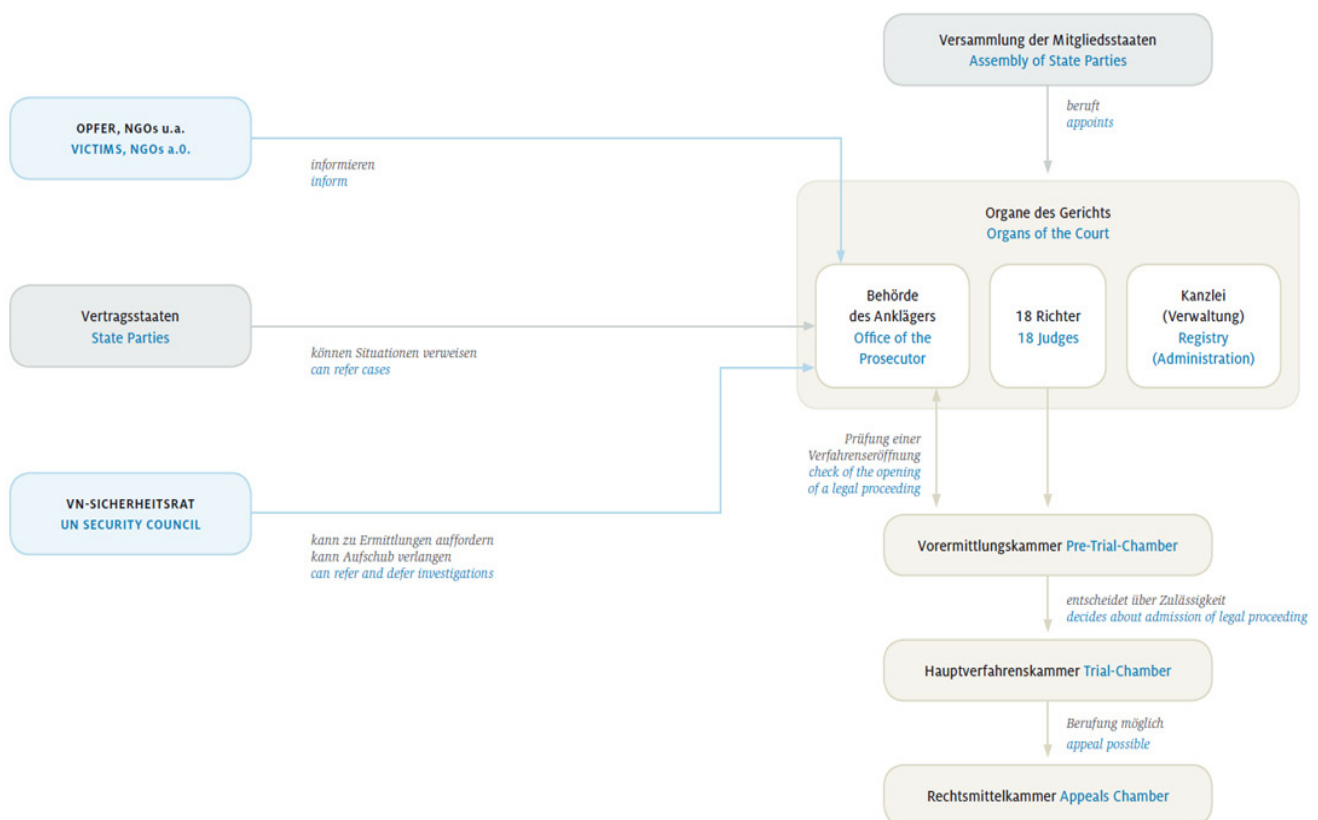 Versammlung der Mitgliedsstaaten
Assembly of State Parties
beruft
appoints
OPFER, NGOs u.a.
VICTIMS, NGOs a.0.
informieren
inform
Organe des Gerichts
Organs of the Court
Behörde
des Anklägers
Office of the
Prosecutor
18 Richter
18 Judges
Kanzlei
(Verwaltung)
Registry
(Administration)
Vertragsstaaten
State Parties
können Situationen verweisen
can refer cases
Prüfung einer
Verfahrenseröffnung
check of the opening
of a legal proceeding
VN-SICHERHEITSRAT
UN SECURITY COUNCIL
kann zu Ermittlungen auffordern
kann Aufschub verlangen
can refer and defer investigations
Vorermittlungskammer Pre-Trial-Chamber
entscheidet über Zulässigkeit
decides about admission of legal proceeding
Hauptverfahrenskammer Trial-Chamber
Berufung möglich
appeal possible
Rechtsmittelkammer Appeals Chamber